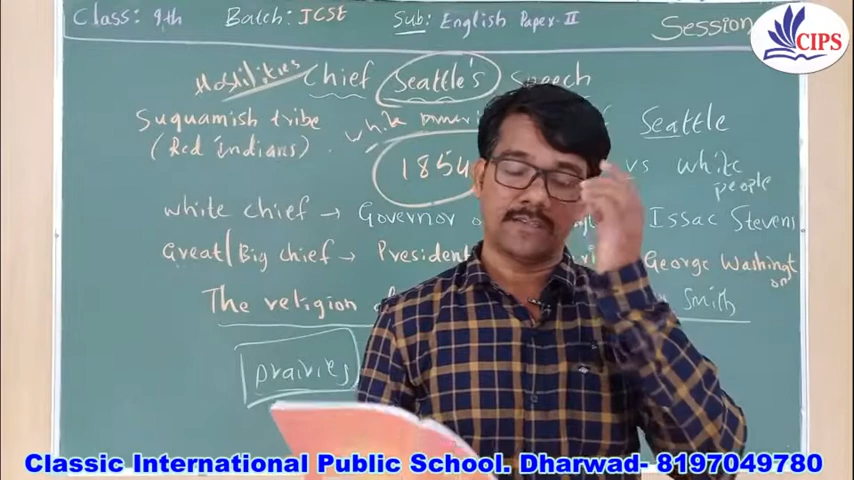 Class: 9th Batch: ICSE Sub: English Paper-II Session
CIPS
Hostilities Chief Seattle's Speech
Suquamish tribe white Seattle
(Red indians) 1854 vs white people
white Chief → Governor Issac Stevens
Great/Big chief → President George Washington
The religion Smith
prairies
Classic International Public School, Dharwad- 8197049780